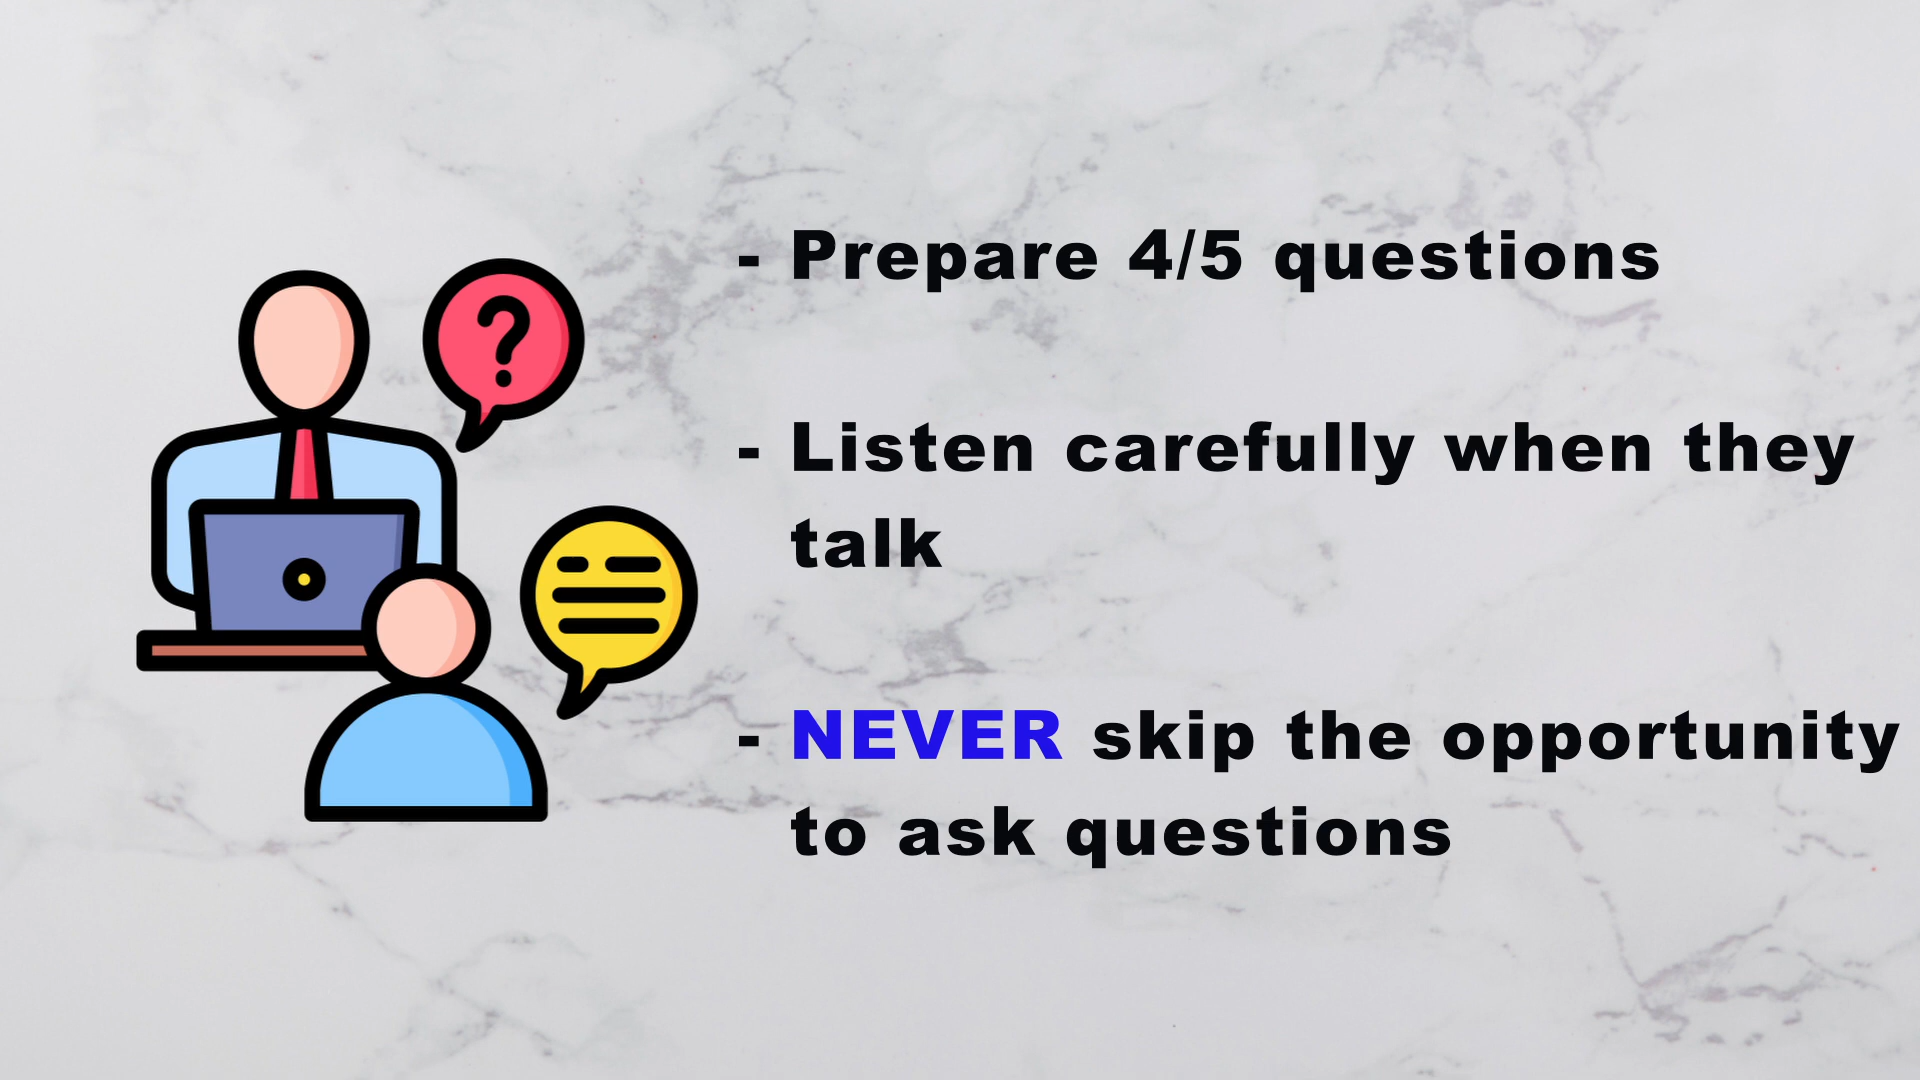 - Prepare 4/5 questions
- Listen carefully when they
talk
- NEVER skip the opportunity
to ask questions